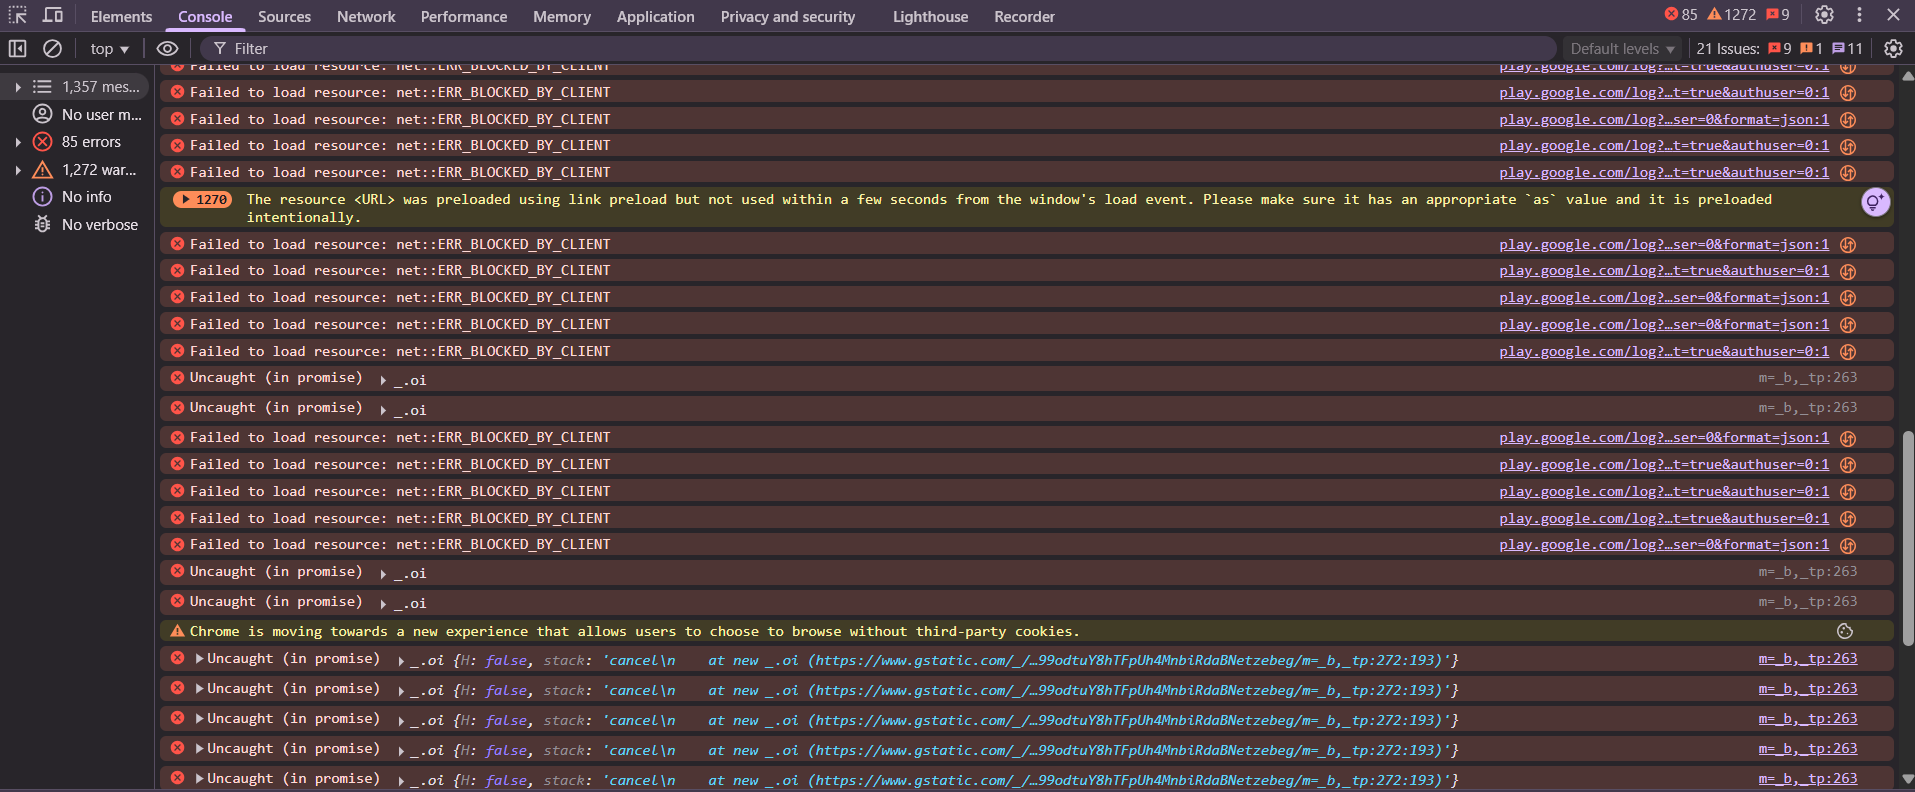 Elements Console Sources Network Performance Memory Application Privacy and security Lighthouse Recorder 85 1272 9
top Filter Default levels 21 Issues: 9 1 11
1,357 mes...
No user m...
85 errors
1,272 war...
No info
No verbose
Failed to load resource: net::ERR_BLOCKED_BY_CLIENT play.google.com/log?…t=true&authuser=0:1
Failed to load resource: net::ERR_BLOCKED_BY_CLIENT play.google.com/log?…t=true&authuser=0:1
Failed to load resource: net::ERR_BLOCKED_BY_CLIENT play.google.com/log?…ser=0&format=json:1
Failed to load resource: net::ERR_BLOCKED_BY_CLIENT play.google.com/log?…t=true&authuser=0:1
Failed to load resource: net::ERR_BLOCKED_BY_CLIENT play.google.com/log?…t=true&authuser=0:1
1270 The resource <URL> was preloaded using link preload but not used within a few seconds from the window's load event. Please make sure it has an appropriate `as` value and it is preloaded
intentionally.
Failed to load resource: net::ERR_BLOCKED_BY_CLIENT play.google.com/log?…ser=0&format=json:1
Failed to load resource: net::ERR_BLOCKED_BY_CLIENT play.google.com/log?…t=true&authuser=0:1
Failed to load resource: net::ERR_BLOCKED_BY_CLIENT play.google.com/log?…ser=0&format=json:1
Failed to load resource: net::ERR_BLOCKED_BY_CLIENT play.google.com/log?…t=true&authuser=0:1
Failed to load resource: net::ERR_BLOCKED_BY_CLIENT play.google.com/log?…t=true&authuser=0:1
Uncaught (in promise) _.oi m=_b,_tp:263
Uncaught (in promise) _.oi m=_b,_tp:263
Failed to load resource: net::ERR_BLOCKED_BY_CLIENT play.google.com/log?…ser=0&format=json:1
Failed to load resource: net::ERR_BLOCKED_BY_CLIENT play.google.com/log?…t=true&authuser=0:1
Failed to load resource: net::ERR_BLOCKED_BY_CLIENT play.google.com/log?…t=true&authuser=0:1
Failed to load resource: net::ERR_BLOCKED_BY_CLIENT play.google.com/log?…t=true&authuser=0:1
Failed to load resource: net::ERR_BLOCKED_BY_CLIENT play.google.com/log?…ser=0&format=json:1
Uncaught (in promise) _.oi m=_b,_tp:263
Uncaught (in promise) _.oi m=_b,_tp:263
Chrome is moving towards a new experience that allows users to choose to browse without third-party cookies.
Uncaught (in promise) _.oi {H: false, stack: 'cancel\n at new _.oi (https://www.gstatic.com/_/…99odtuY8hTFpUh4MnbiRdaBNetzebeg/m=_b,_tp:272:193)'} m=_b,_tp:263
Uncaught (in promise) _.oi {H: false, stack: 'cancel\n at new _.oi (https://www.gstatic.com/_/…99odtuY8hTFpUh4MnbiRdaBNetzebeg/m=_b,_tp:272:193)'} m=_b,_tp:263
Uncaught (in promise) _.oi {H: false, stack: 'cancel\n at new _.oi (https://www.gstatic.com/_/…99odtuY8hTFpUh4MnbiRdaBNetzebeg/m=_b,_tp:272:193)'} m=_b,_tp:263
Uncaught (in promise) _.oi {H: false, stack: 'cancel\n at new _.oi (https://www.gstatic.com/_/…99odtuY8hTFpUh4MnbiRdaBNetzebeg/m=_b,_tp:272:193)'} m=_b,_tp:263
Uncaught (in promise) _.oi {H: false, stack: 'cancel\n at new _.oi (https://www.gstatic.com/_/…99odtuY8hTFpUh4MnbiRdaBNetzebeg/m=_b,_tp:272:193)'} m=_b,_tp:263